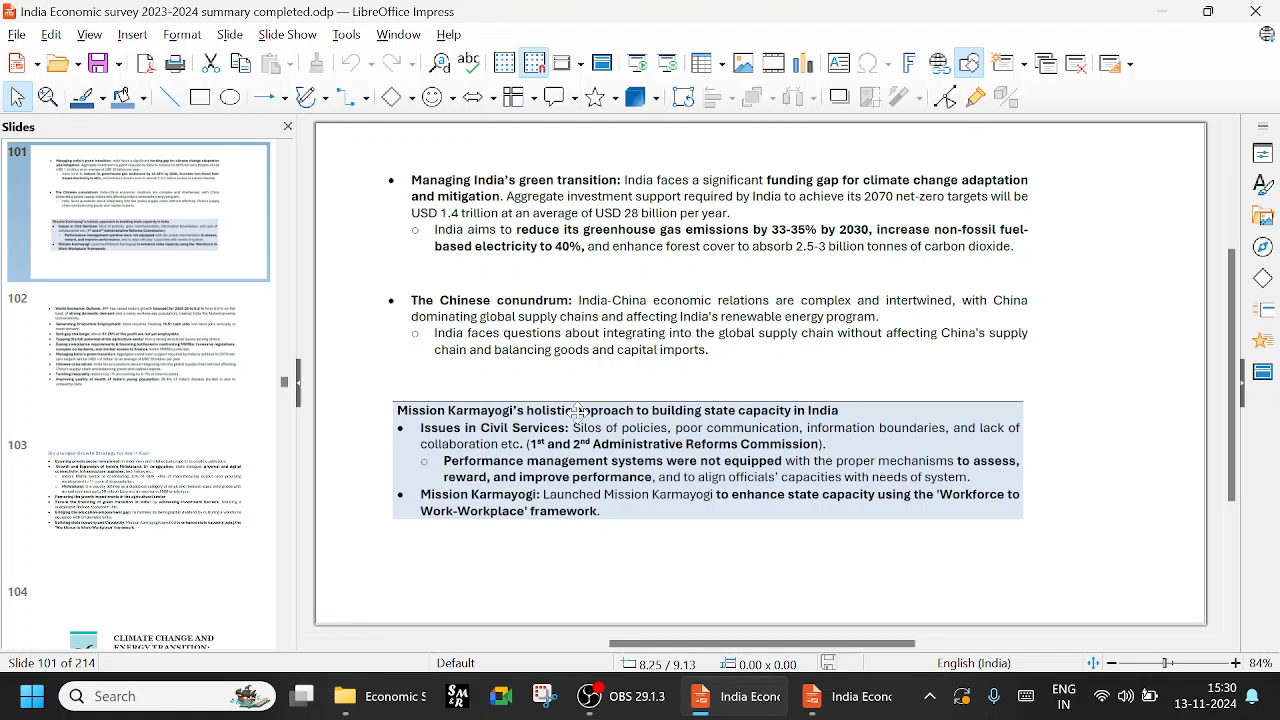 India Economic Survey 2023-2024 summary completed.odp — LibreOffice Impress
File Edit View Insert Format Slide Slide Show Tools Window Help
Slides
101
102
103
104
CLIMATE CHANGE AND
ENERGY TRANSITION:
• Managing India's green transition: India faces a significant funding gap for climate change adaptation
and mitigation. Aggregate investment support required by India to achieve its 2070 net-zero targets will be
USD 1.4 trillion, at an average of USD 28 billion per year.
○ India aims to reduce its greenhouse gas emissions by 33-35% by 2030, increase non-fossil fuel-
based electricity to 40%, and enhance forest cover to absorb 2.5-3 billion tonnes of carbon dioxide.
• The Chinese conundrum: India-China economic relations are complex and intertwined, with China
dominating global supply chains and affecting India's renewable energy program.
○ India faces questions about integrating into the global supply chain without affecting China's supply
chain and balancing goods and capital imports.
Mission Karmayogi's holistic approach to building state capacity in India
• Issues in Civil Services: Silos of policies, poor communication, information boundaries, and lack of
collaboration etc. (1st and 2nd Administrative Reforms Commission).
○ Performance management systems were not equipped with the proper mechanisms to assess,
reward, and improve performance, and to align officials' capacities with needs of system.
• Mission Karmayogi: Launched Mission Karmayogi to enhance state capacity using the 'Workforce to
Work-Workplace' framework.
Slide 101 of 214 Default 8.25 / 9.13 0.00 x 0.00 English (India) 84%
Search Economic S OBS 29.1.3 India Econ India Econ ENG IN 15:30 13-11-2024